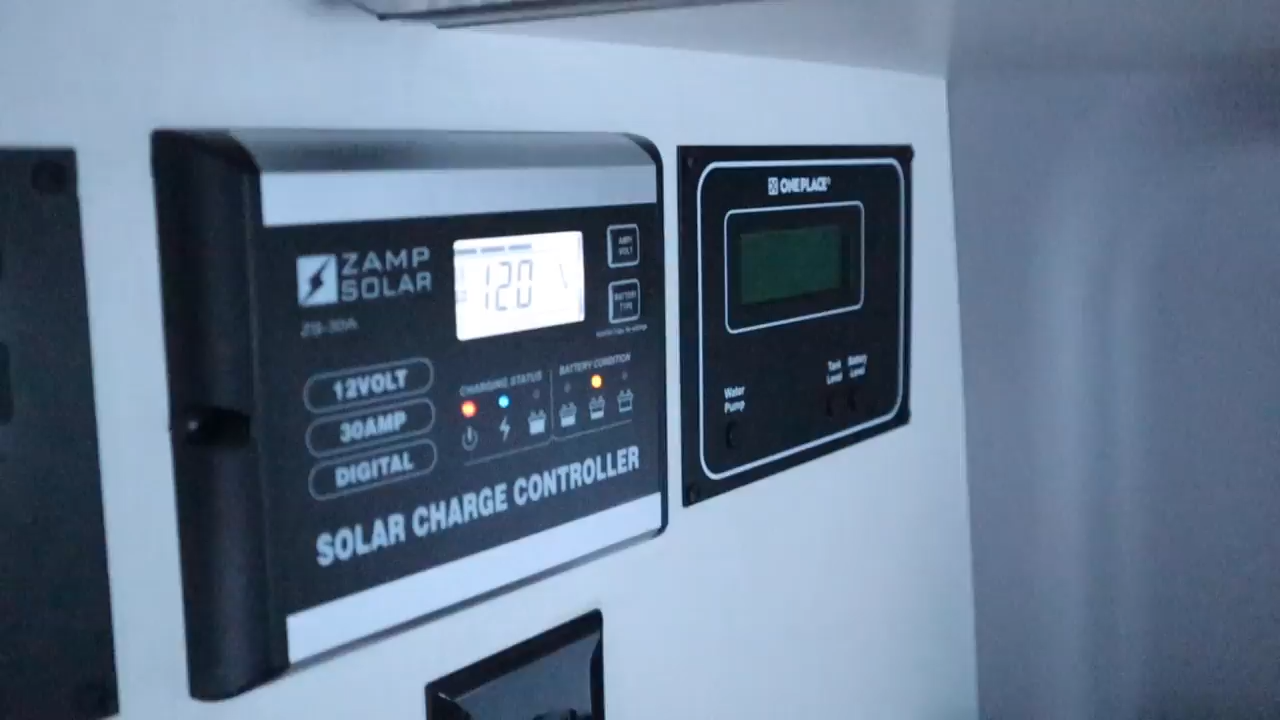 ZAMP
SOLAR
ZS-30A
120
AMP/
VOLT
BATTERY
TYPE
12VOLT
30AMP
DIGITAL
CHARGING STATUS
BATTERY CONDITION
SOLAR CHARGE CONTROLLER
ONE PLACE
Water
Pump
Tank
Level
Battery
Level